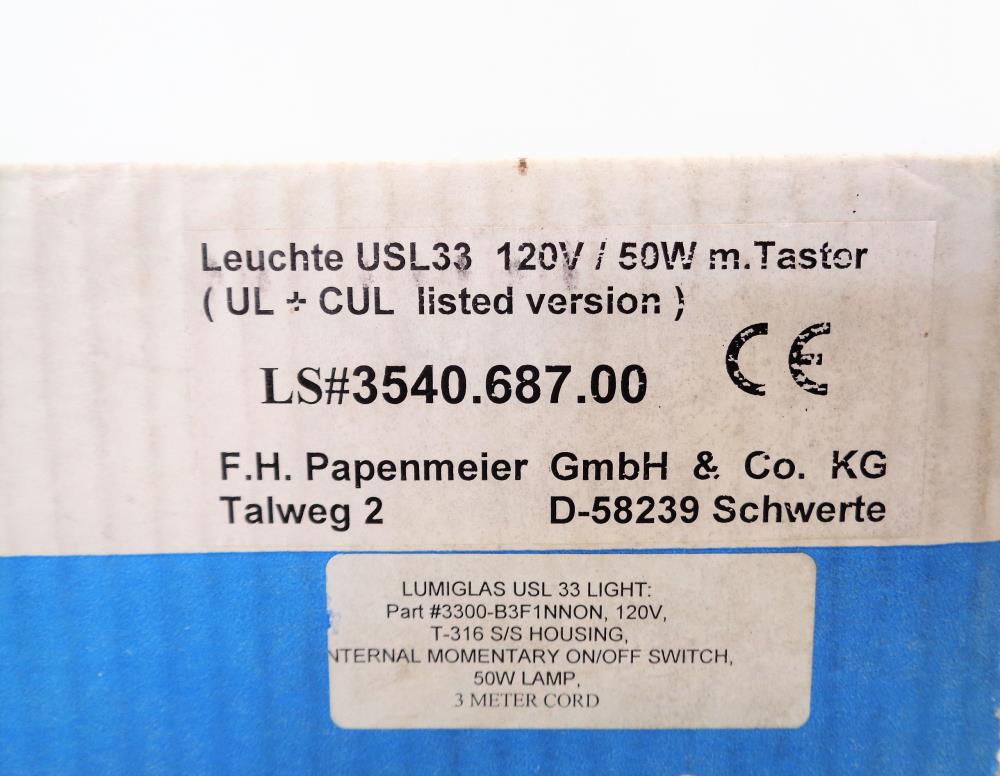 Leuchte USL33 120V / 50W m.Taster
( UL + CUL listed version )
LS#3540.687.00 CE
F.H. Papenmeier GmbH & Co. KG
Talweg 2 D-58239 Schwerte
LUMIGLAS USL 33 LIGHT:
Part #3300-B3F1NNON, 120V,
T-316 S/S HOUSING,
NTERNAL MOMENTARY ON/OFF SWITCH,
50W LAMP,
3 METER CORD